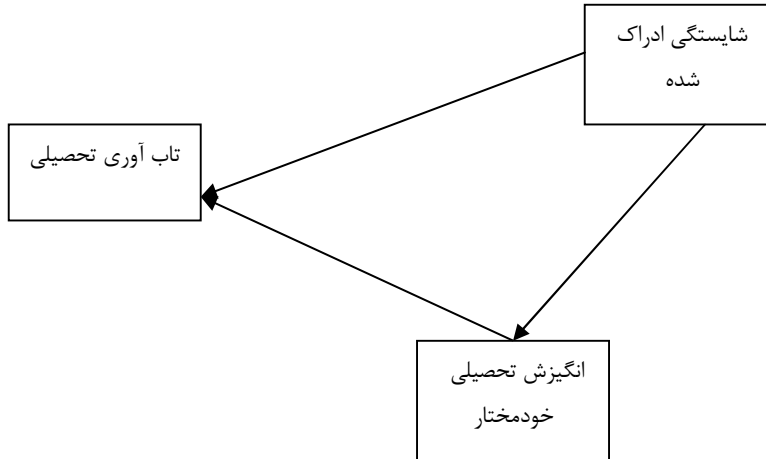 شایستگی ادراک
شده
تاب آوری تحصیلی
انگیزش تحصیلی
خودمختار